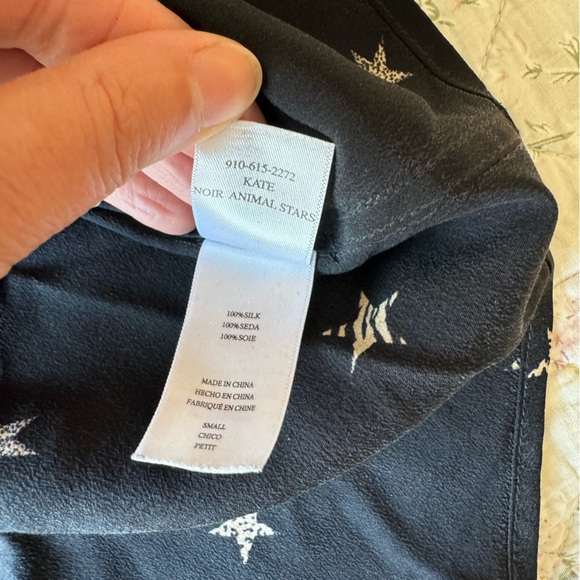 910-615-2272
KATE
NOIR ANIMAL STARS
100%SILK
100%SEDA
100%SOIE
MADE IN CHINA
HECHO EN CHINA
FABRIQUÉ EN CHINE
SMALL
CHICO
PETIT